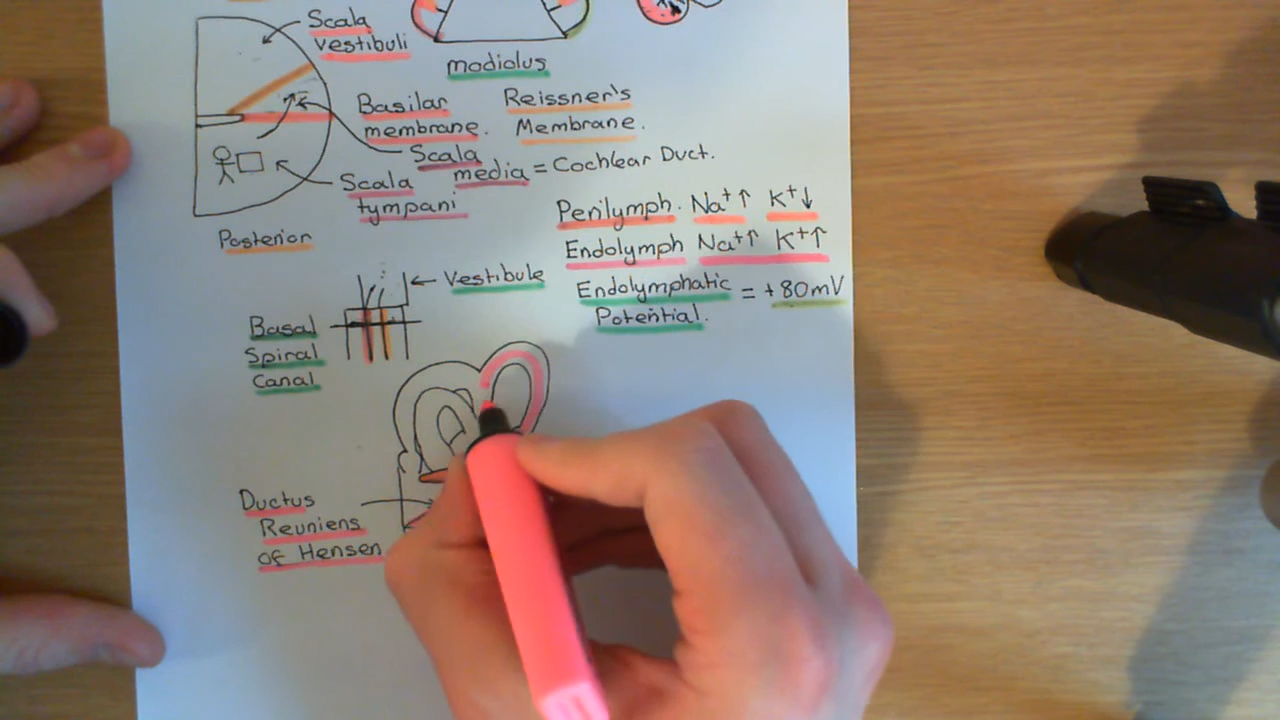 Scala
vestibuli
modiolus
Basilar
membrane.
Reissner's
Membrane.
Scala
media = Cochlear Duct.
Scala
tympani
Posterior
Perilymph. Na+↑ K+↓
Endolymph Na+↑ K+↑
Endolymphatic = +80mV
Potential.
Vestibule
Basal
Spiral
Canal
Ductus
Reuniens
of Hensen